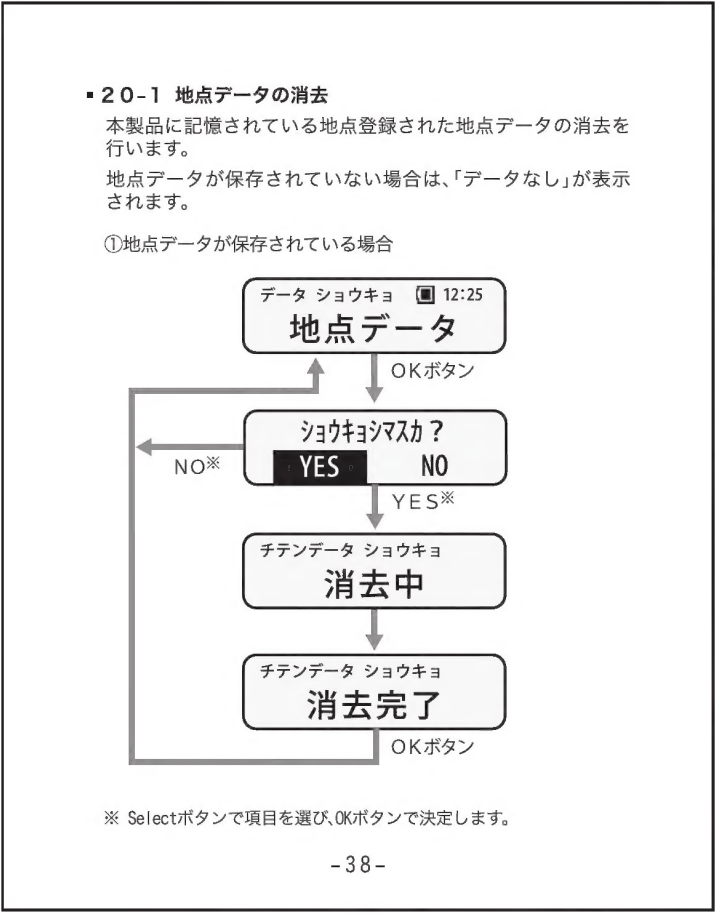 ▪ 20-1 地点データの消去
本製品に記憶されている地点登録された地点データの消去を
行います。
地点データが保存されていない場合は、「データなし」が表示
されます。
①地点データが保存されている場合
データ ショウキョ 12:25
地点データ
OKボタン
ショウキョシマスカ?
YES NO
NO※
YES※
チテンデータ ショウキョ
消去中
チテンデータ ショウキョ
消去完了
OKボタン
※ Selectボタンで項目を選び、OKボタンで決定します。
-38-